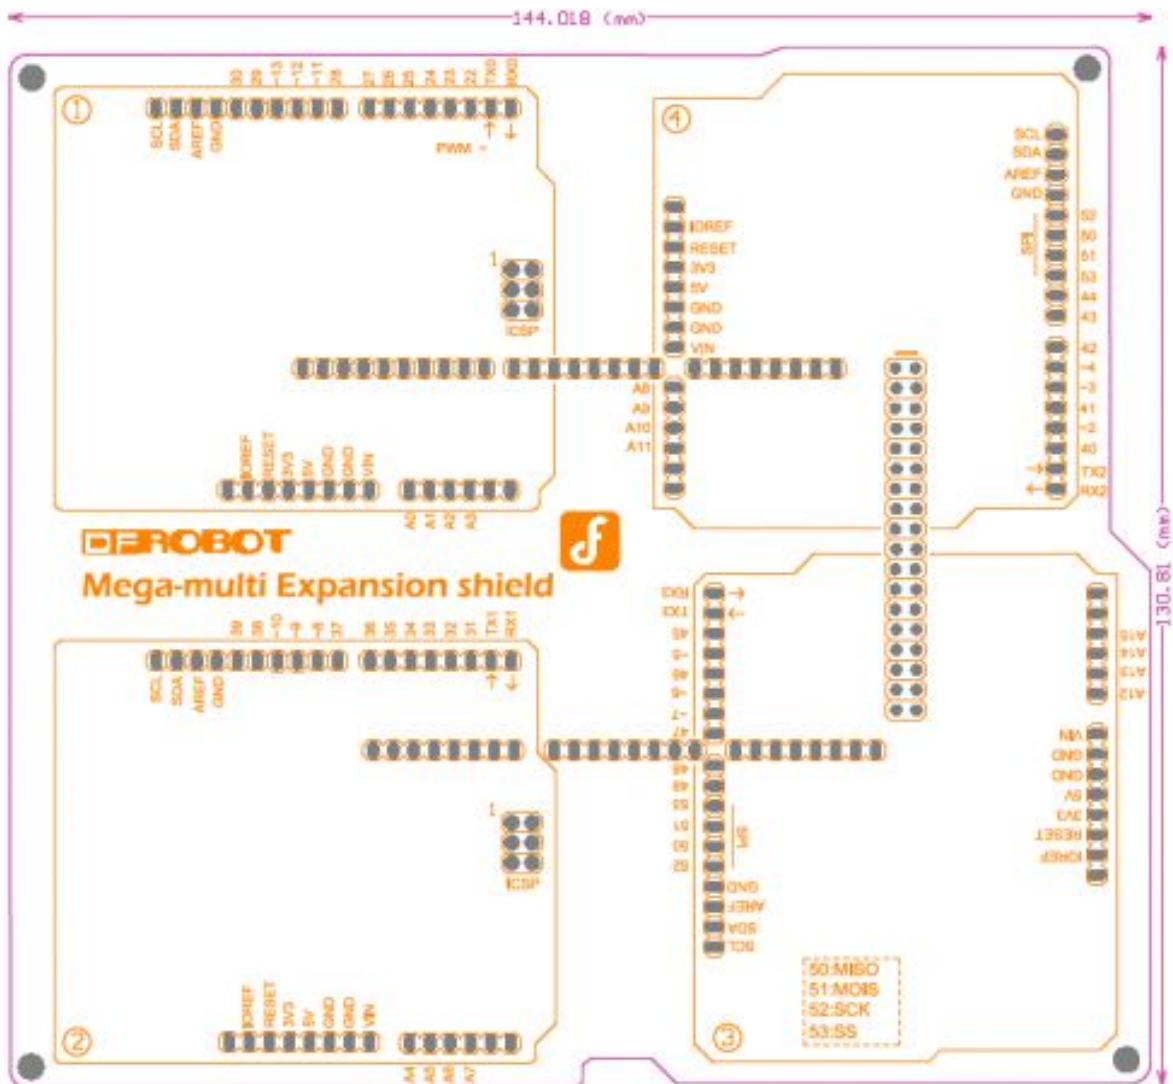 144.018 (mm)
130.81 (mm)
1
30
29
~13
~12
~11
28
27
26
25
24
23
22
TX0
RX0
SCL
SDA
AREF
GND
PWM ~
1
ICSP
IOREF
RESET
3V3
5V
GND
GND
VIN
A0
A1
A2
A3
4
SCL
SDA
AREF
GND
52
50
51
53
44
43
SPI
IOREF
RESET
3V3
5V
GND
GND
VIN
42
~4
~3
41
~2
40
TX2
RX2
A8
A9
A10
A11
DFROBOT
Mega-multi Expansion shield
39
38
~10
~9
~8
37
36
35
34
33
32
31
TX1
RX1
SCL
SDA
AREF
GND
1
ICSP
IOREF
RESET
3V3
5V
GND
GND
VIN
A4
A5
A6
A7
2
RX3
TX3
45
~5
46
~6
~7
47
48
49
53
51
50
52
SPI
GND
AREF
SDA
SCL
A15
A14
A13
A12
VIN
GND
GND
5V
3V3
RESET
IOREF
50:MISO
51:MOIS
52:SCK
53:SS
3